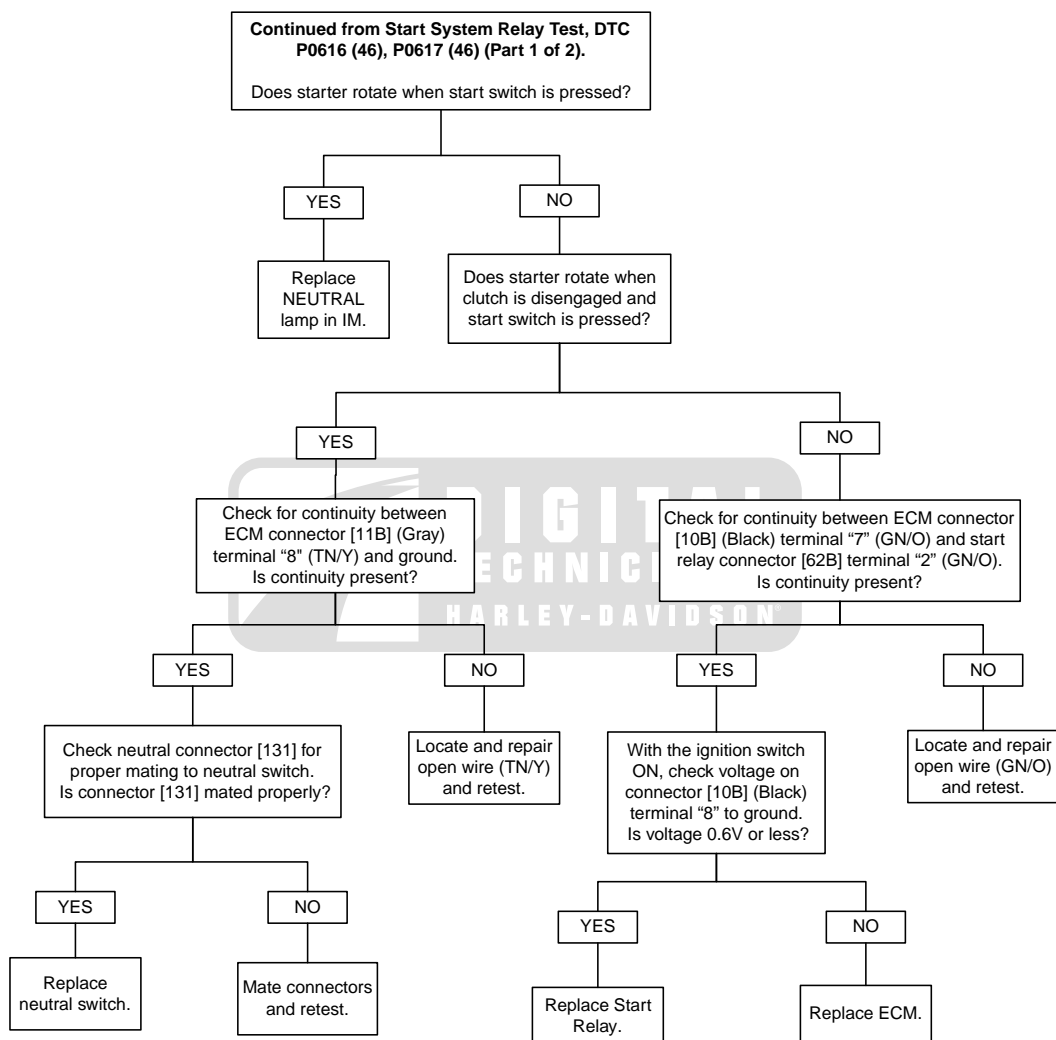 Continued from Start System Relay Test, DTC
P0616 (46), P0617 (46) (Part 1 of 2).
Does starter rotate when start switch is pressed?
YES
NO
Replace
NEUTRAL
lamp in IM.
Does starter rotate when
clutch is disengaged and
start switch is pressed?
YES
NO
Check for continuity between
ECM connector [11B] (Gray)
terminal “8" (TN/Y) and ground.
Is continuity present?
Check for continuity between ECM connector
[10B] (Black) terminal “7” (GN/O) and start
relay connector [62B] terminal “2” (GN/O).
Is continuity present?
DIGITAL
TECHNICIAN
HARLEY-DAVIDSON®
YES
NO
YES
NO
Check neutral connector [131] for
proper mating to neutral switch.
Is connector [131] mated properly?
Locate and repair
open wire (TN/Y)
and retest.
With the ignition switch
ON, check voltage on
connector [10B] (Black)
terminal “8” to ground.
Is voltage 0.6V or less?
Locate and repair
open wire (GN/O)
and retest.
YES
NO
YES
NO
Replace
neutral switch.
Mate connectors
and retest.
Replace Start
Relay.
Replace ECM.